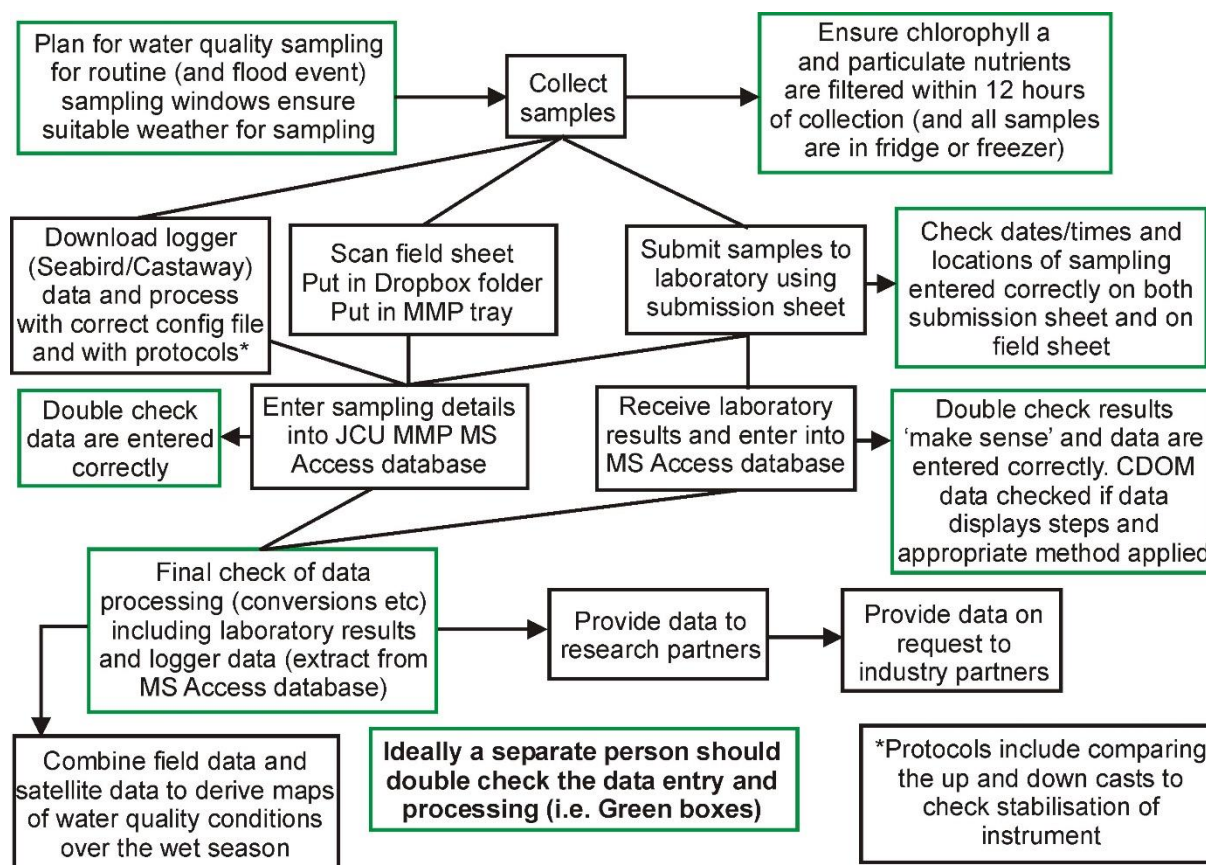 Plan for water quality sampling
for routine (and flood event)
sampling windows ensure
suitable weather for sampling
Collect
samples
Ensure chlorophyll a
and particulate nutrients
are filtered within 12 hours
of collection (and all samples
are in fridge or freezer)
Download logger
(Seabird/Castaway)
data and process
with correct config file
and with protocols*
Scan field sheet
Put in Dropbox folder
Put in MMP tray
Submit samples to
laboratory using
submission sheet
Check dates/times and
locations of sampling
entered correctly on both
submission sheet and on
field sheet
Double check
data are entered
correctly
Enter sampling details
into JCU MMP MS
Access database
Receive laboratory
results and enter into
MS Access database
Double check results
‘make sense’ and data are
entered correctly. CDOM
data checked if data
displays steps and
appropriate method applied
Final check of data
processing (conversions etc)
including laboratory results
and logger data (extract from
MS Access database)
Provide data to
research partners
Provide data on
request to
industry partners
Combine field data and
satellite data to derive maps
of water quality conditions
over the wet season
Ideally a separate person should
double check the data entry and
processing (i.e. Green boxes)
*Protocols include comparing
the up and down casts to
check stabilisation of
instrument